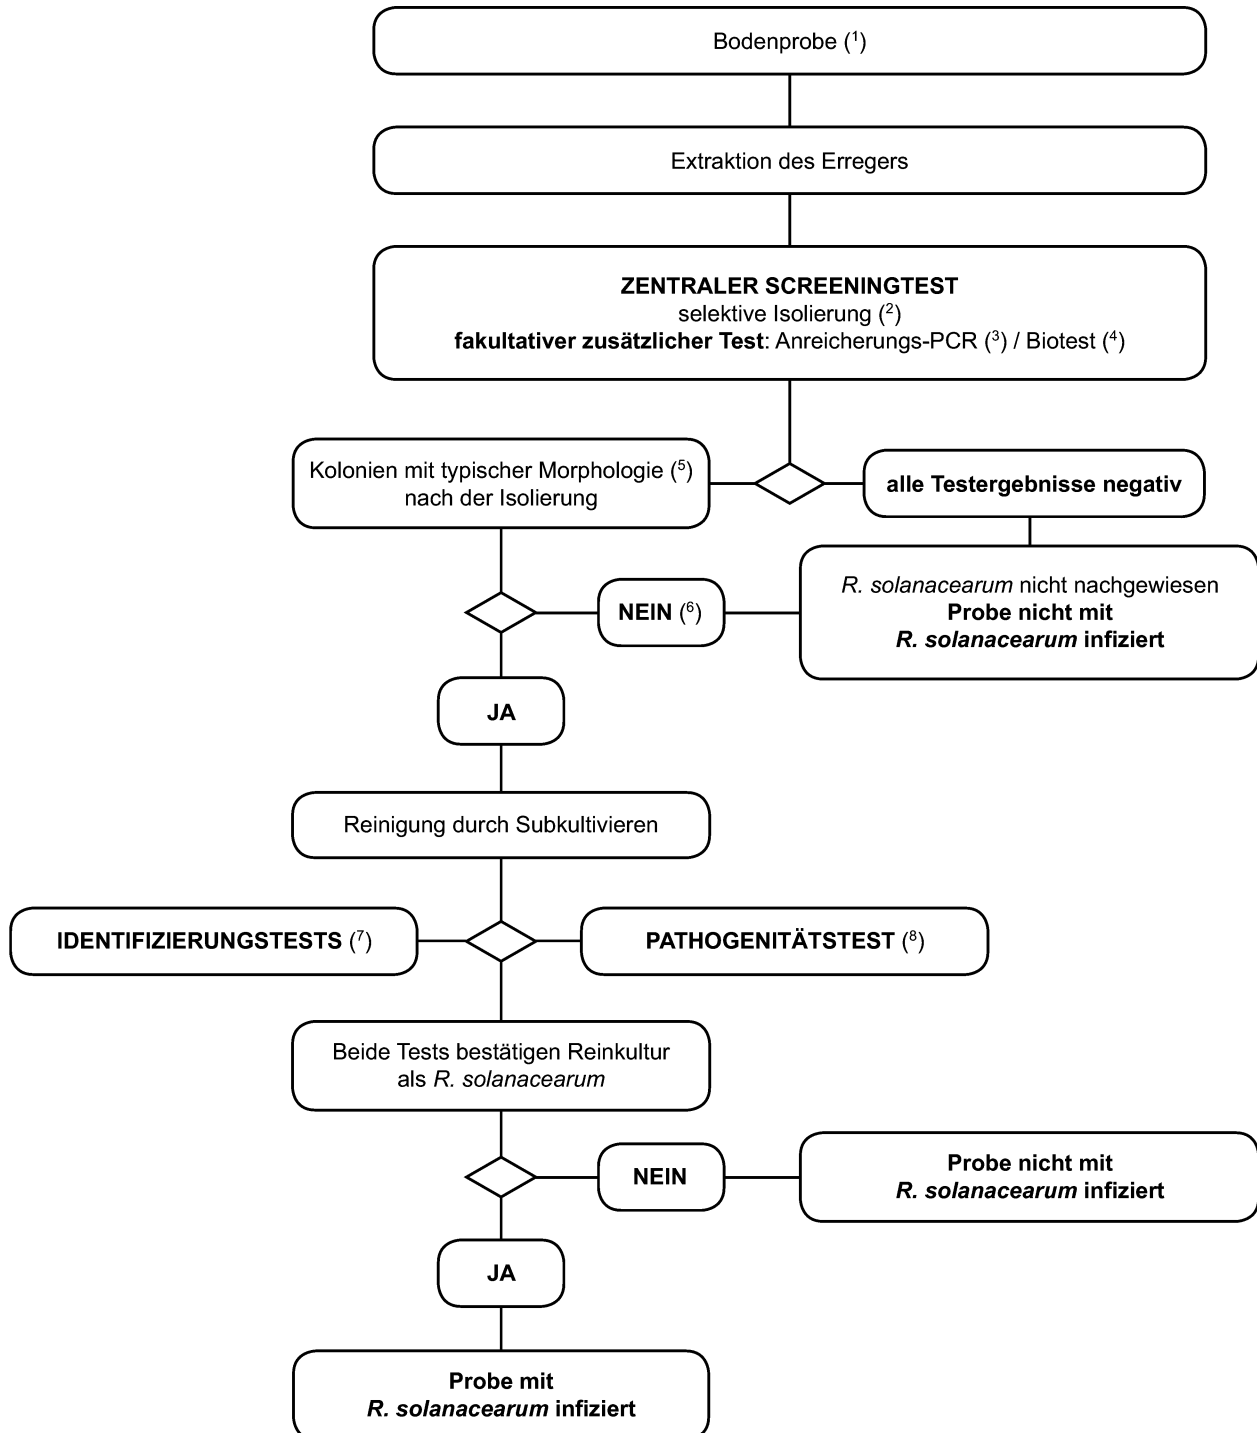 Bodenprobe (¹)
Extraktion des Erregers
ZENTRALER SCREENINGTEST
selektive Isolierung (²)
fakultativer zusätzlicher Test: Anreicherungs-PCR (³) / Biotest (⁴)
Kolonien mit typischer Morphologie (⁵)
nach der Isolierung
alle Testergebnisse negativ
NEIN (⁶)
R. solanacearum nicht nachgewiesen
Probe nicht mit
R. solanacearum infiziert
JA
Reinigung durch Subkultivieren
IDENTIFIZIERUNGSTESTS (⁷)
PATHOGENITÄTSTEST (⁸)
Beide Tests bestätigen Reinkultur
als R. solanacearum
NEIN
Probe nicht mit
R. solanacearum infiziert
JA
Probe mit
R. solanacearum infiziert